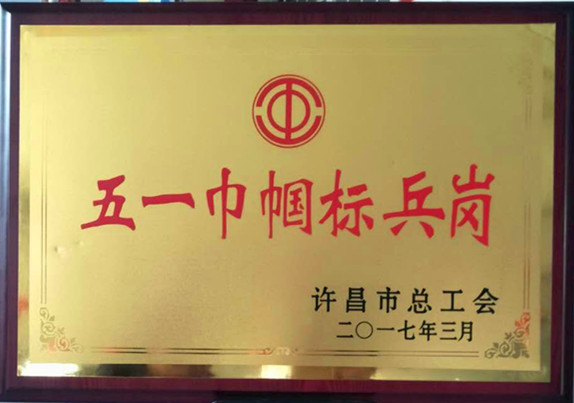 五一巾帼标兵岗
许昌市总工会
二〇一七年三月